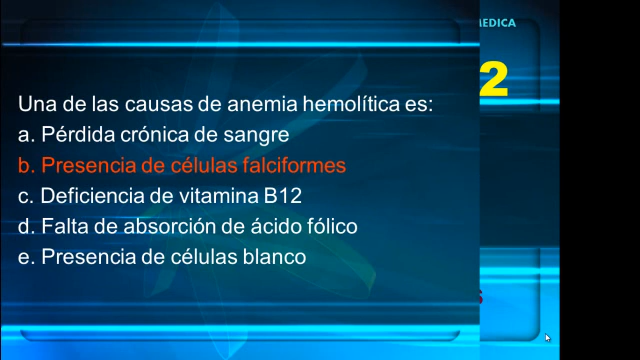 MEDICA
2
Una de las causas de anemia hemolítica es:
a. Pérdida crónica de sangre
b. Presencia de células falciformes
c. Deficiencia de vitamina B12
d. Falta de absorción de ácido fólico
e. Presencia de células blanco